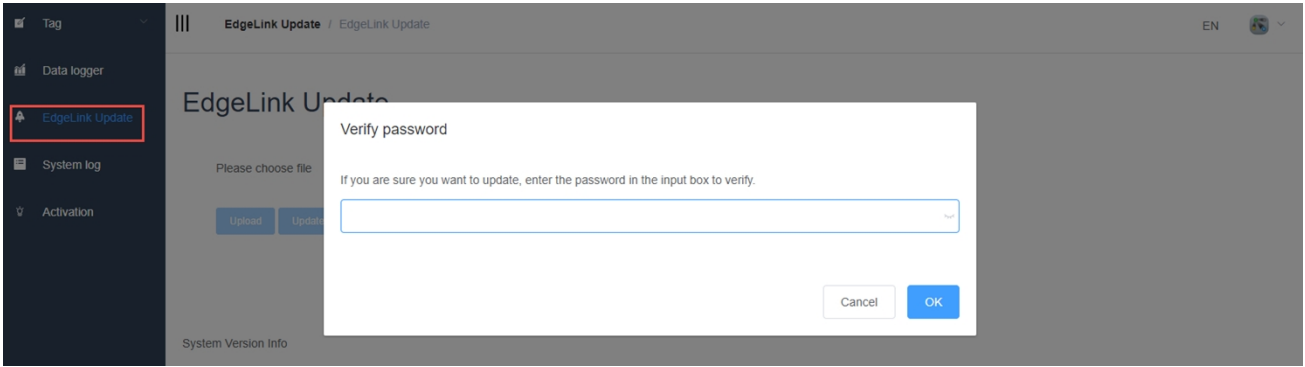 Tag
EdgeLink Update / EdgeLink Update
EN
Data logger
EdgeLink Update
System log
Activation
EdgeLink Update
Please choose file
Upload
Update
System Version Info
Verify password
If you are sure you want to update, enter the password in the input box to verify.
Cancel
OK